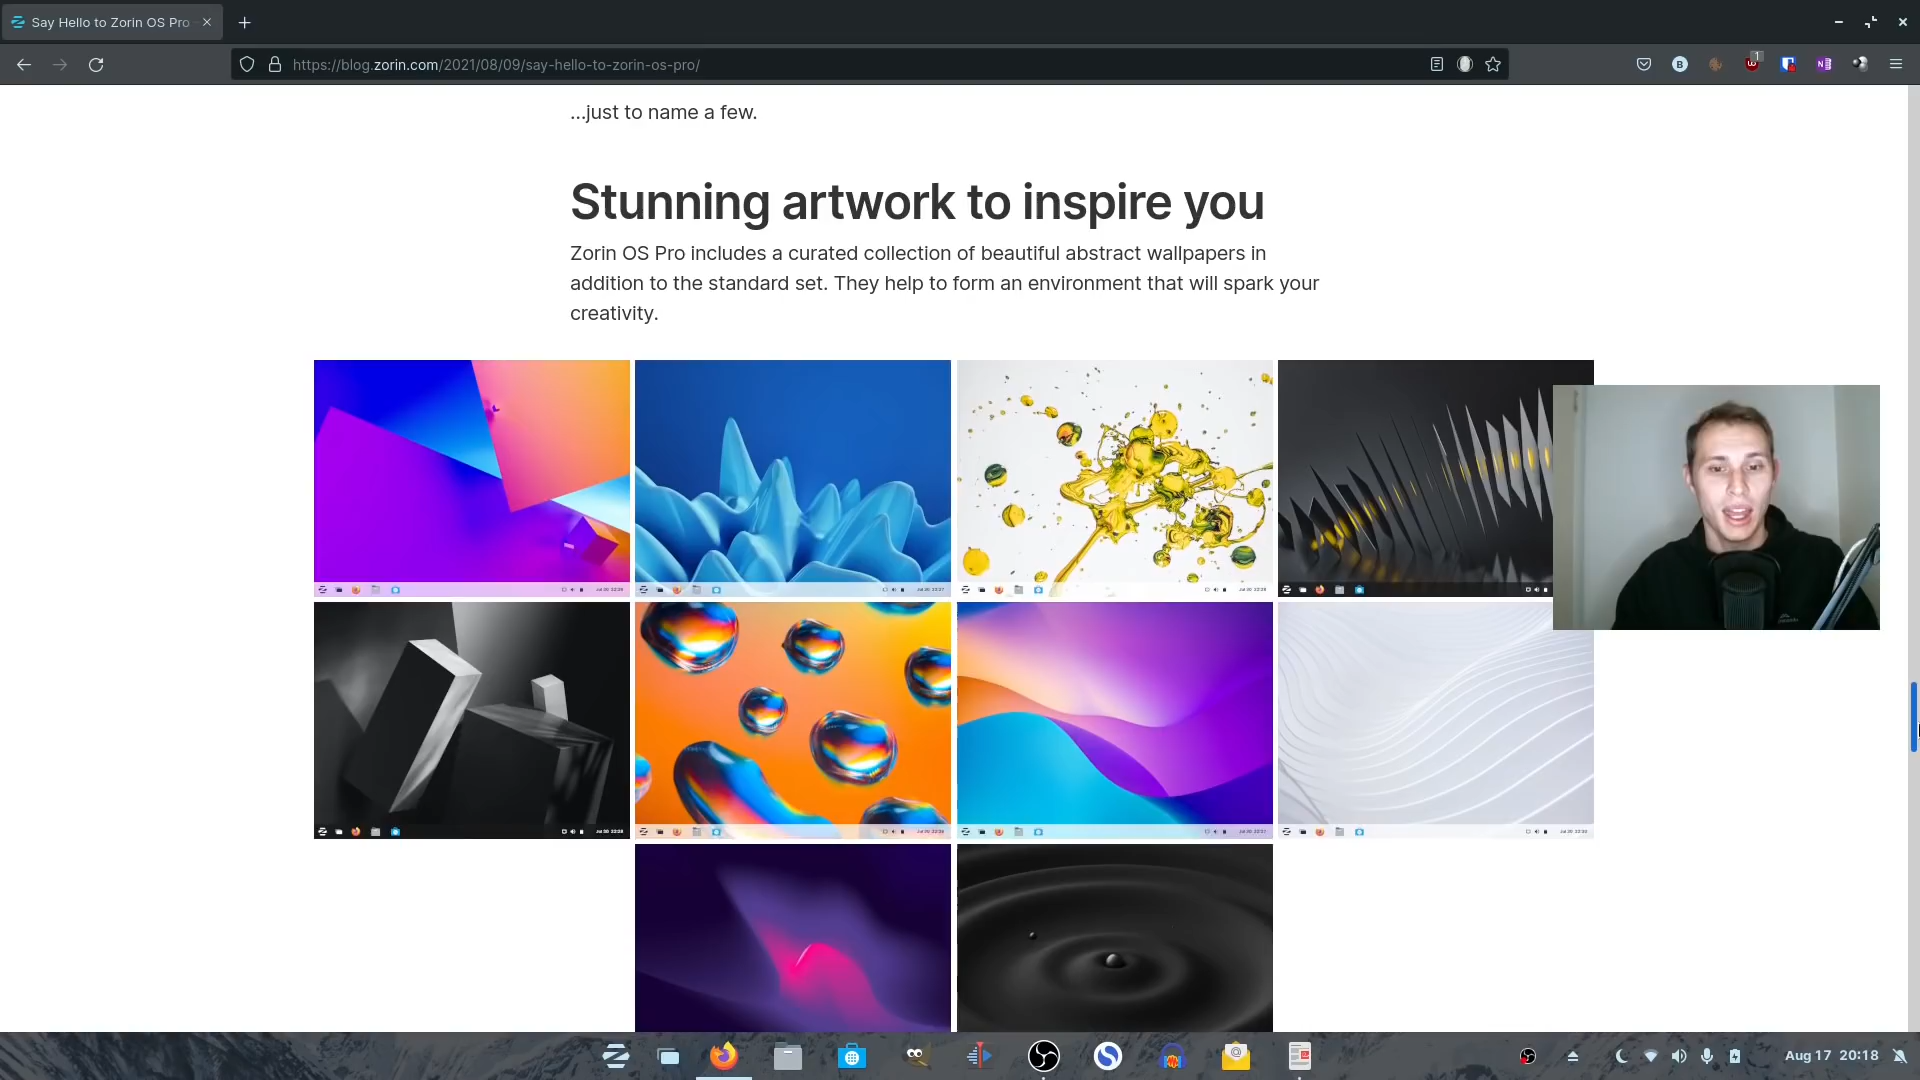 Say Hello to Zorin OS Pro
https://blog.zorin.com/2021/08/09/say-hello-to-zorin-os-pro/
1
...just to name a few.
Stunning artwork to inspire you
Zorin OS Pro includes a curated collection of beautiful abstract wallpapers in
addition to the standard set. They help to form an environment that will spark your
creativity.
Aug 17 20:18